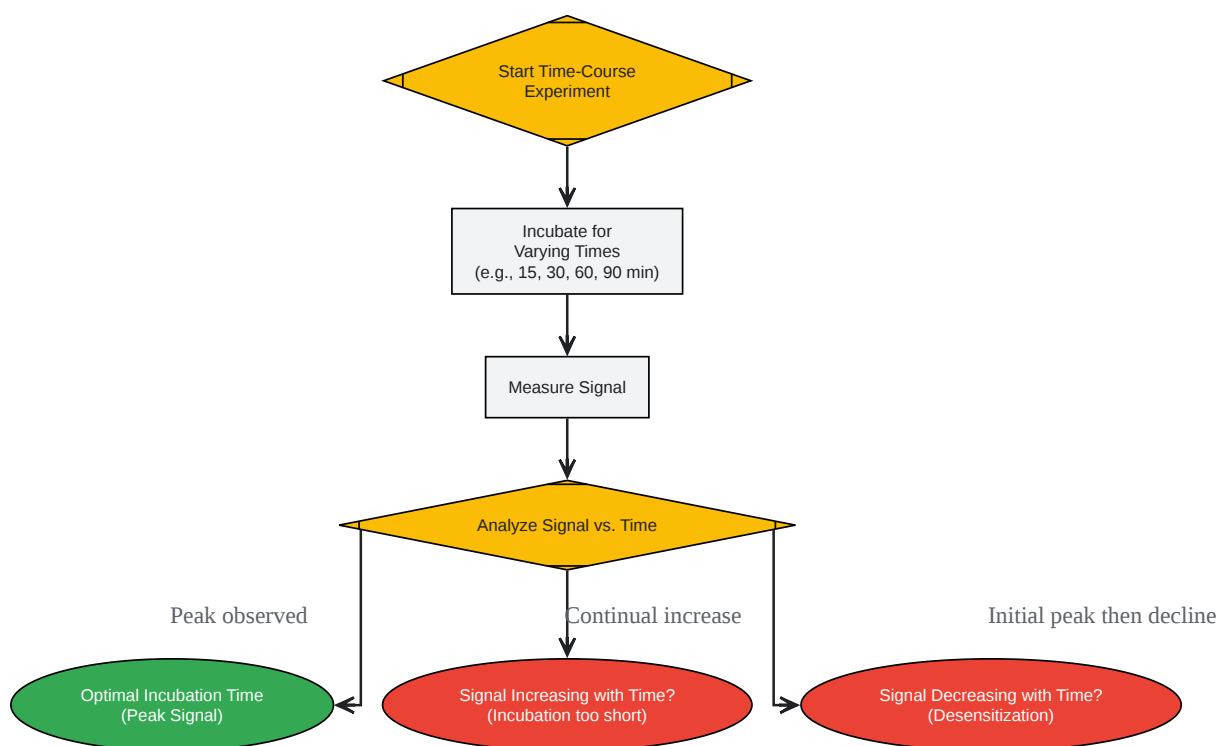 Start Time-Course
Experiment
Incubate for
Varying Times
(e.g., 15, 30, 60, 90 min)
Measure Signal
Analyze Signal vs. Time
Peak observed
Continual increase
Initial peak then decline
Optimal Incubation Time
(Peak Signal)
Signal Increasing with Time?
(Incubation too short)
Signal Decreasing with Time?
(Desensitization)